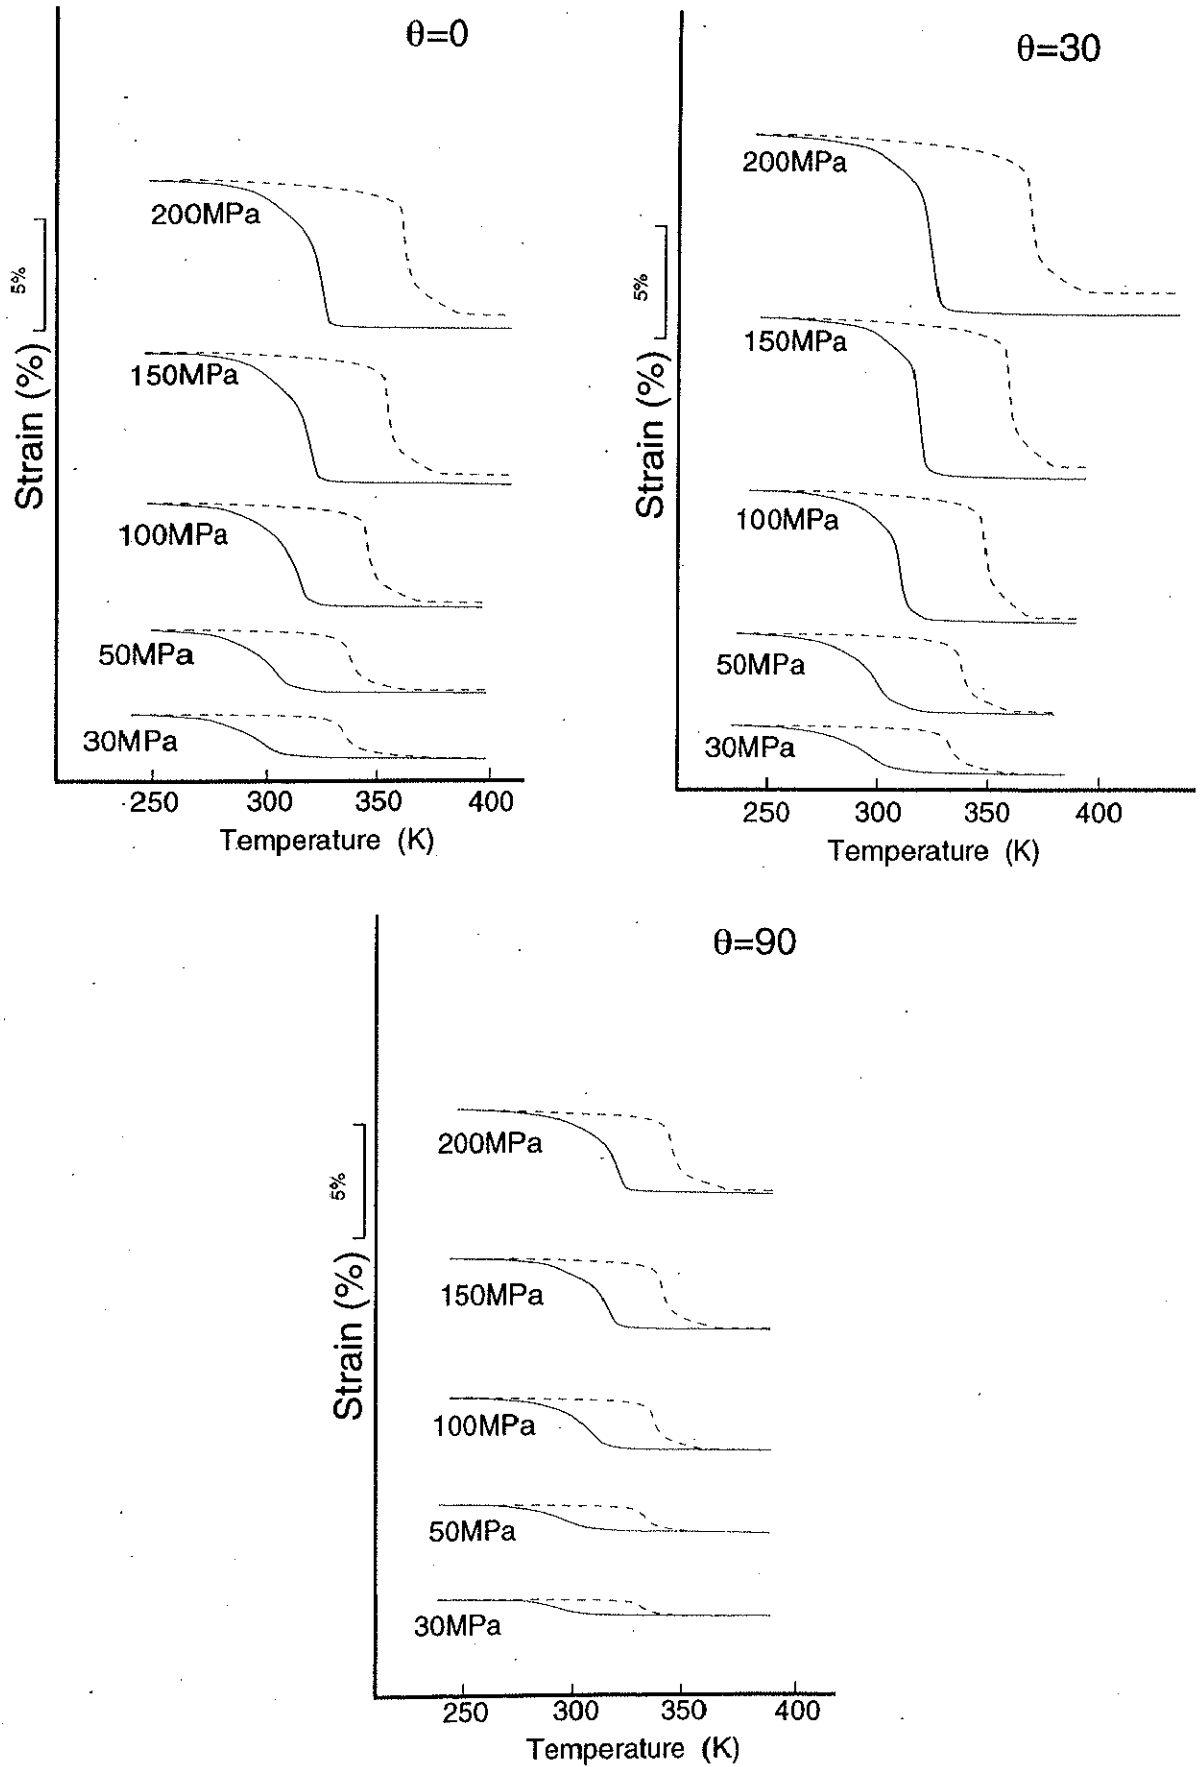 θ=0
200MPa
5%
150MPa
Strain (%)
100MPa
50MPa
30MPa
250 300 350 400
Temperature (K)
θ=30
200MPa
5%
150MPa
Strain (%)
100MPa
50MPa
30MPa
250 300 350 400
Temperature (K)
θ=90
200MPa
5%
150MPa
Strain (%)
100MPa
50MPa
30MPa
250 300 350 400
Temperature (K)